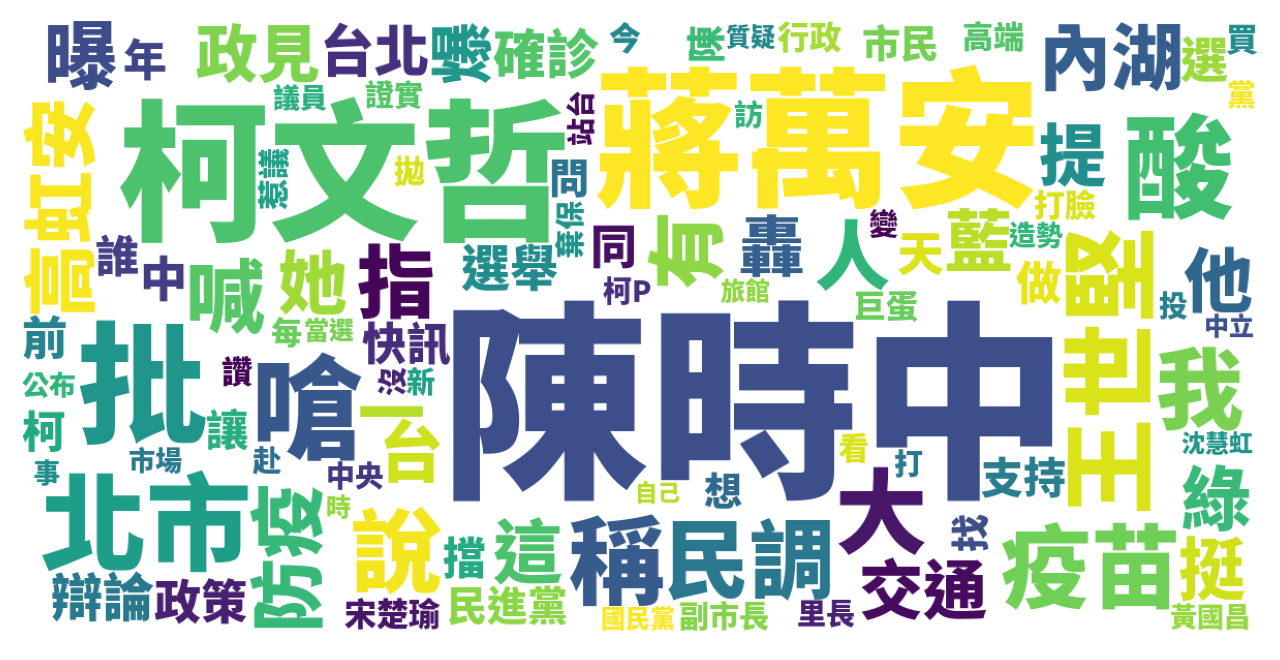 曝
年
政見
台北
爆
確診
今
陳
質疑
行政
市民
高端
內湖
選
買
黨
議員
證實
站台
訪
高虹安
柯文哲
蔣萬安
提
酸
惹議
拋
問
棄保
打臉
誰
中
喊
她
指
選舉
同
有
轟
人
變
天
藍
造勢
做
王世堅
他
柯P
旅館
巨蛋
投
中立
前
批
每
當選
快訊
陳時中
我
公布
讚
嗆
沒
新
台
柯
讓
事
市場
赴
中央
看
打
支持
沈慧虹
北市
防疫
時
說
這
自己
想
大
找
綠
擋
稱
民調
疫苗
挺
辯論
政策
宋楚瑜
民進黨
國民黨
副市長
里長
交通
黃國昌